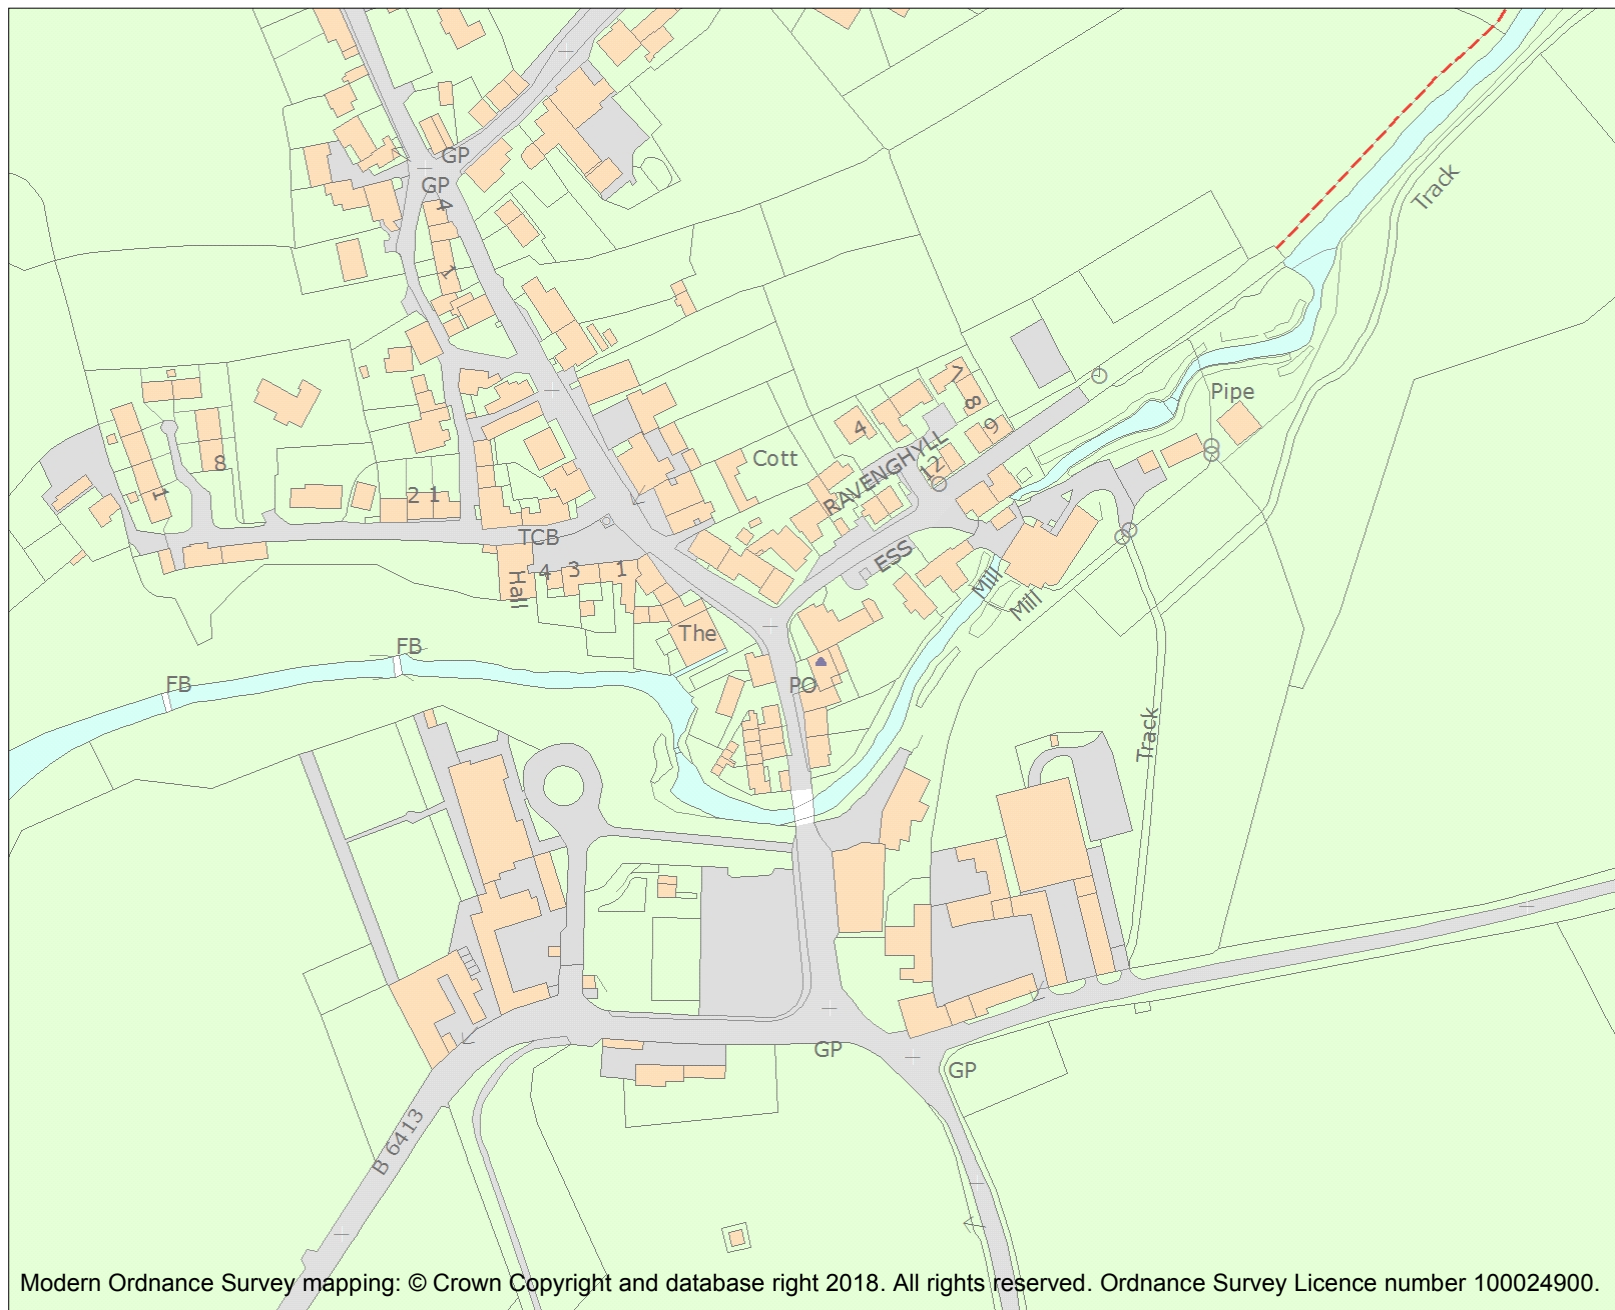 GP
GP
4
1
Track
Pipe
7
8
9
4
Cott
RAVENGHYLL
12
8
1
2 1
TCB
ESS
4 3 1
Hall
Mill
Mill
The
FB
FB
PO
Track
GP
GP
B 6413
Modern Ordnance Survey mapping: © Crown Copyright and database right 2018. All rights reserved. Ordnance Survey Licence number 100024900.